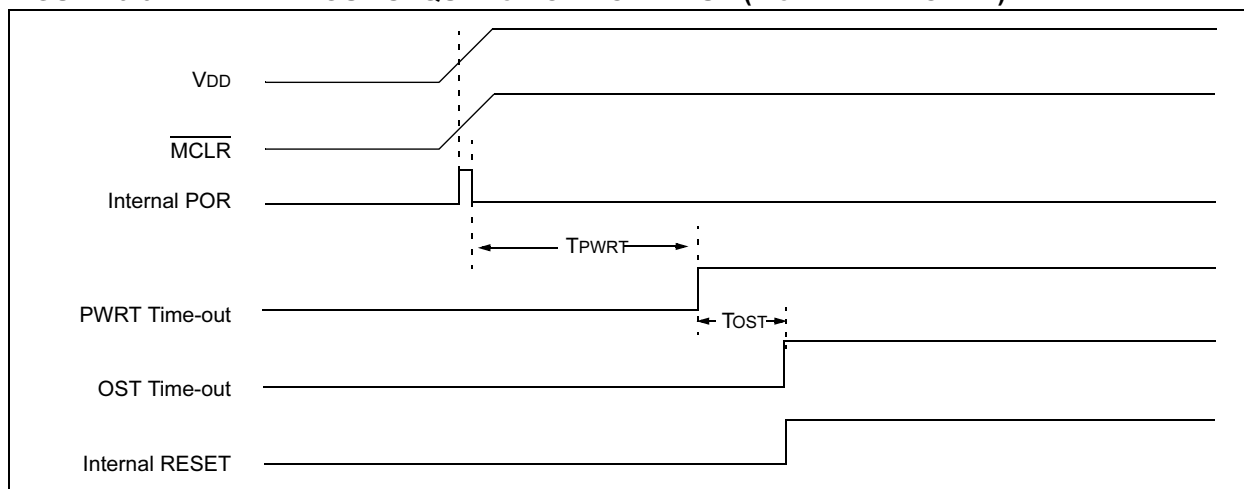 VDD
MCLR
Internal POR
TPWRT
PWRT Time-out
TOST
OST Time-out
Internal RESET